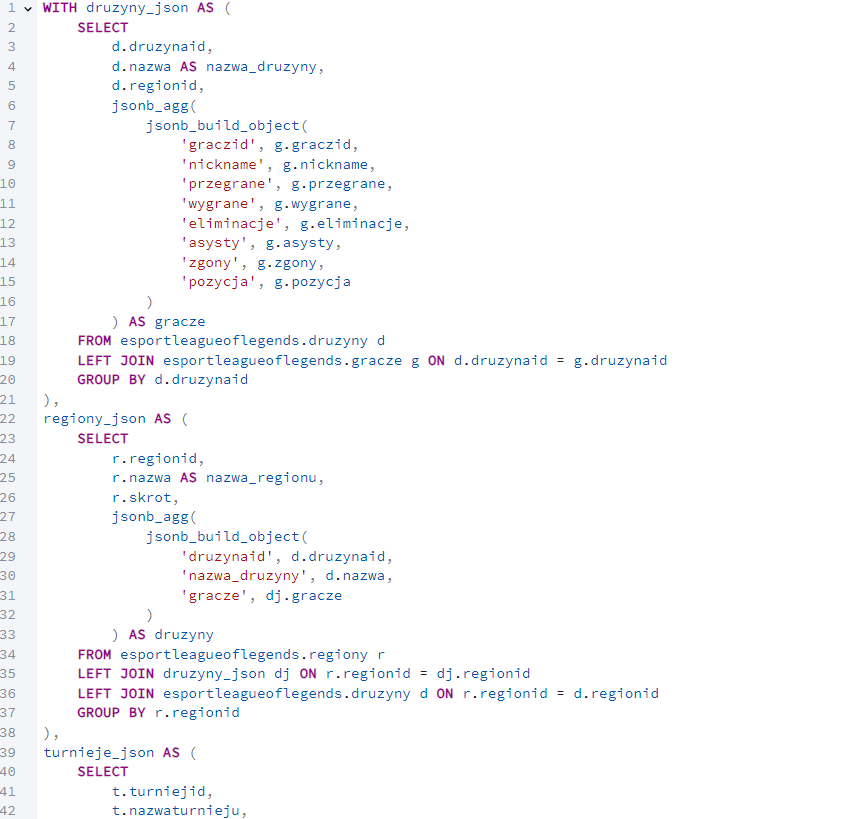 1 WITH druzyny_json AS (
2 SELECT
3 d.druzynaid,
4 d.nazwa AS nazwa_druzyny,
5 d.regionid,
6 jsonb_agg(
7 jsonb_build_object(
8 'graczid', g.graczid,
9 'nickname', g.nickname,
10 'przegrane', g.przegrane,
11 'wygrane', g.wygrane,
12 'eliminacje', g.eliminacje,
13 'asysty', g.asysty,
14 'zgony', g.zgony,
15 'pozycja', g.pozycja
16 )
17 ) AS gracze
18 FROM esportleagueoflegends.druzyny d
19 LEFT JOIN esportleagueoflegends.gracze g ON d.druzynaid = g.druzynaid
20 GROUP BY d.druzynaid
21 ),
22 regiony_json AS (
23 SELECT
24 r.regionid,
25 r.nazwa AS nazwa_regionu,
26 r.skrot,
27 jsonb_agg(
28 jsonb_build_object(
29 'druzynaid', d.druzynaid,
30 'nazwa_druzyny', d.nazwa,
31 'gracze', dj.gracze
32 )
33 ) AS druzyny
34 FROM esportleagueoflegends.regiony r
35 LEFT JOIN druzyny_json dj ON r.regionid = dj.regionid
36 LEFT JOIN esportleagueoflegends.druzyny d ON r.regionid = d.regionid
37 GROUP BY r.regionid
38 ),
39 turnieje_json AS (
40 SELECT
41 t.turniejid,
42 t.nazwaturnieju,